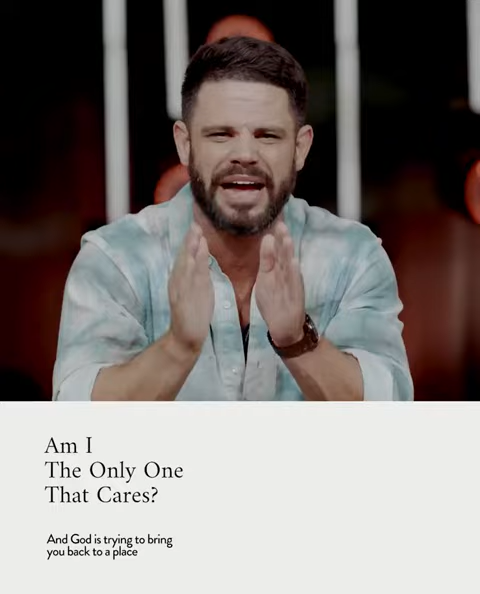 Am I
The Only One
That Cares?
And God is trying to bring
you back to a place